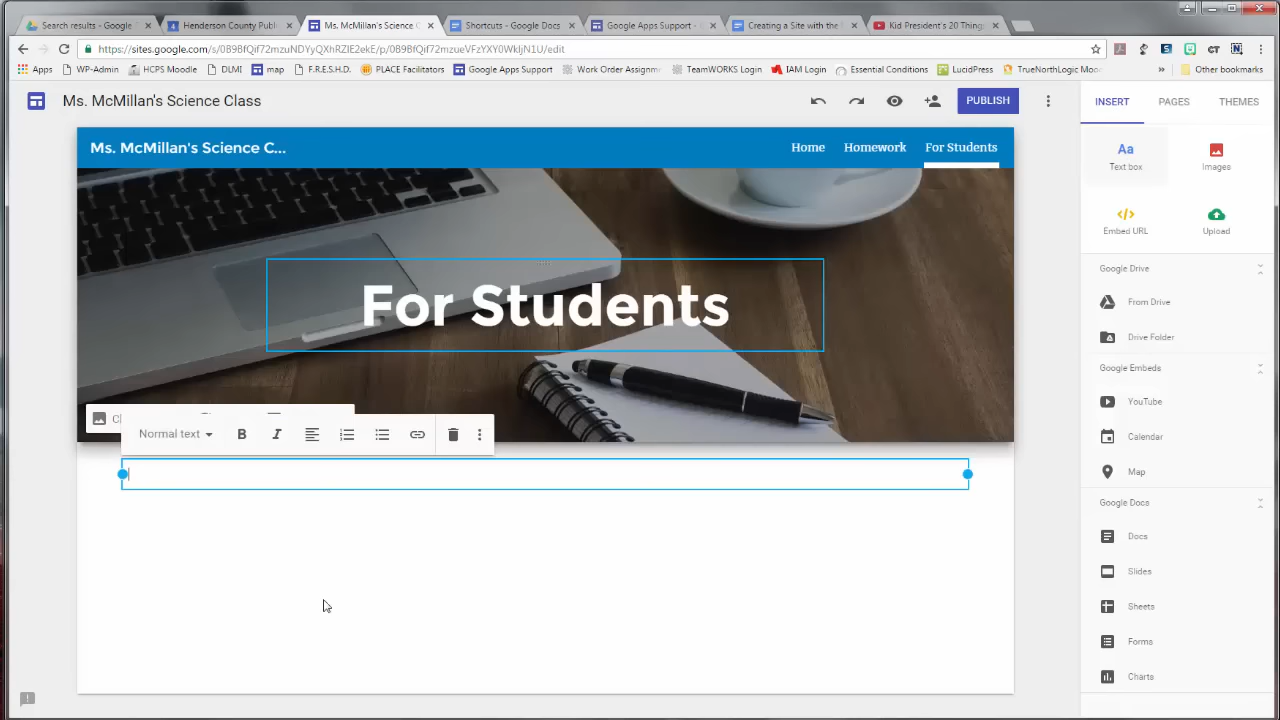 Search results - Google
Henderson County Publi
Ms. McMillan's Science C
Shortcuts - Google Docs
Google Apps Support -
Creating a Site with the
Kid President's 20 Things
https://sites.google.com/s/0B9BfQif72mzuNDYyQXhRZlE2ekE/p/0B9BfQif72mzueVFzYXY0WkljN1U/edit
Apps
WP-Admin
HCPS Moodle
DLMI
map
F.R.E.S.H.D.
PLACE Facilitators
Google Apps Support
Work Order Assignm
TeamWORKS Login
IAM Login
Essential Conditions
LucidPress
TrueNorthLogic Moo
»
Other bookmarks
Ms. McMillan's Science Class
PUBLISH
INSERT
PAGES
THEMES
Ms. McMillan's Science C...
Home
Homework
For Students
Aa
Text box
Images
Embed URL
Upload
For Students
Google Drive
From Drive
Drive Folder
Google Embeds
YouTube
Calendar
Map
Normal text
B
I
Google Docs
Docs
Slides
Sheets
Forms
Charts